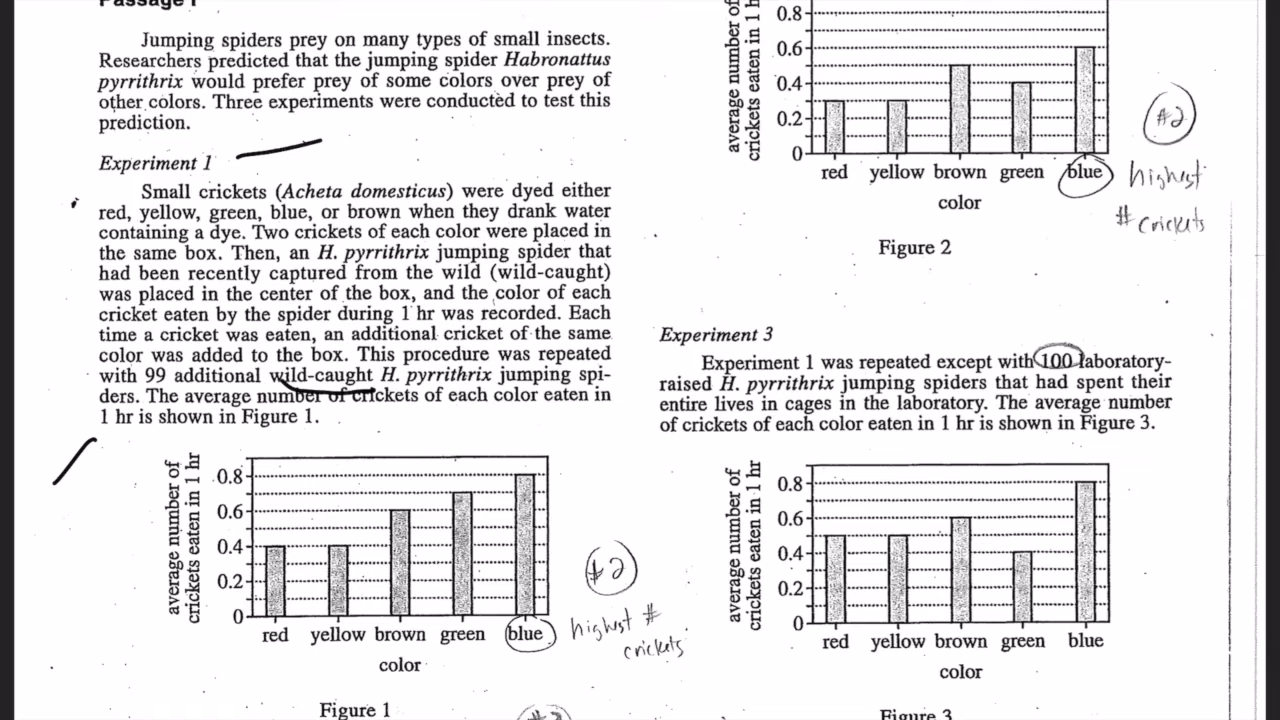 Passage I
Jumping spiders prey on many types of small insects.
Researchers predicted that the jumping spider Habronattus
pyrrithrix would prefer prey of some colors over prey of
other colors. Three experiments were conducted to test this
prediction.
Experiment 1
Small crickets (Acheta domesticus) were dyed either
red, yellow, green, blue, or brown when they drank water
containing a dye. Two crickets of each color were placed in
the same box. Then, an H. pyrrithrix jumping spider that
had been recently captured from the wild (wild-caught)
was placed in the center of the box, and the color of each
cricket eaten by the spider during 1 hr was recorded. Each
time a cricket was eaten, an additional cricket of the same
color was added to the box. This procedure was repeated
with 99 additional wild-caught H. pyrrithrix jumping spi-
ders. The average number of crickets of each color eaten in
1 hr is shown in Figure 1.
average number of
crickets eaten in 1 hr
0.8
0.6
0.4
0.2
0
red yellow brown green blue
color
#2
highest #
crickets
Figure 1
#3
average number of
crickets eaten in 1 h
0.8
0.6
0.4
0.2
0
red yellow brown green blue
color
#2
highest
# crickets
Figure 2
Experiment 3
Experiment 1 was repeated except with 100 laboratory-
raised H. pyrrithrix jumping spiders that had spent their
entire lives in cages in the laboratory. The average number
of crickets of each color eaten in 1 hr is shown in Figure 3.
average number of
crickets eaten in 1 hr
0.8
0.6
0.4
0.2
0
red yellow brown green blue
color
Figure 3